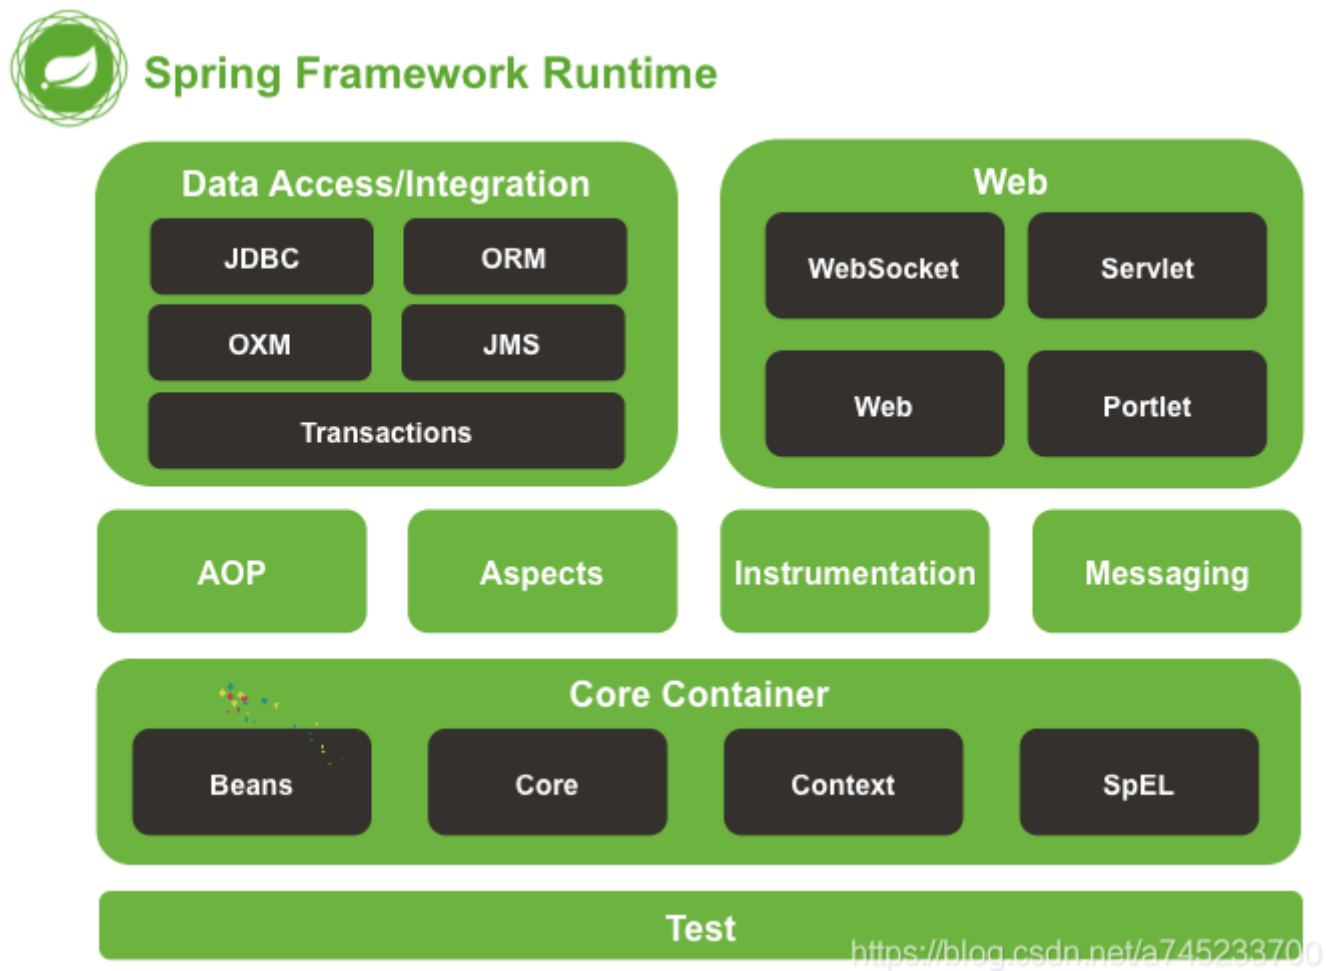 Spring Framework Runtime
Data Access/Integration
JDBC
ORM
OXM
JMS
Transactions
Web
WebSocket
Servlet
Web
Portlet
AOP
Aspects
Instrumentation
Messaging
Core Container
Beans
Core
Context
SpEL
Test
https://blog.csdn.net/a745233700